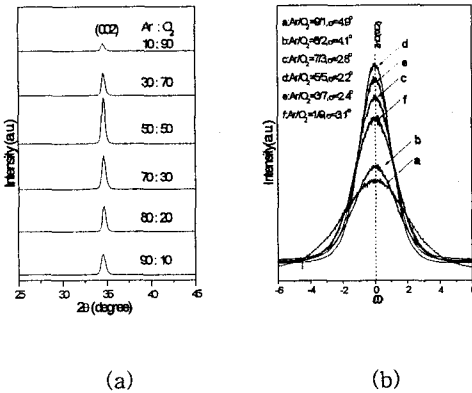 (002)
Ar : O₂
10 : 90
30 : 70
50 : 50
70 : 30
80 : 20
90 : 10
Intensity (a.u.)
25
30
35
40
45
2θ (degree)
(a)
a:Ar/O₂=9/1,σ=4.9°
b:Ar/O₂=8/2,σ=4.1°
c:Ar/O₂=7/3,σ=2.8°
d:Ar/O₂=5/5,σ=2.2°
e:Ar/O₂=3/7,σ=2.4°
f:Ar/O₂=1/9,σ=3.1°
ZnO(002)
d
e
c
f
b
a
Intensity(a.u.)
-6
-4
-2
0
2
4
6
θ
(b)